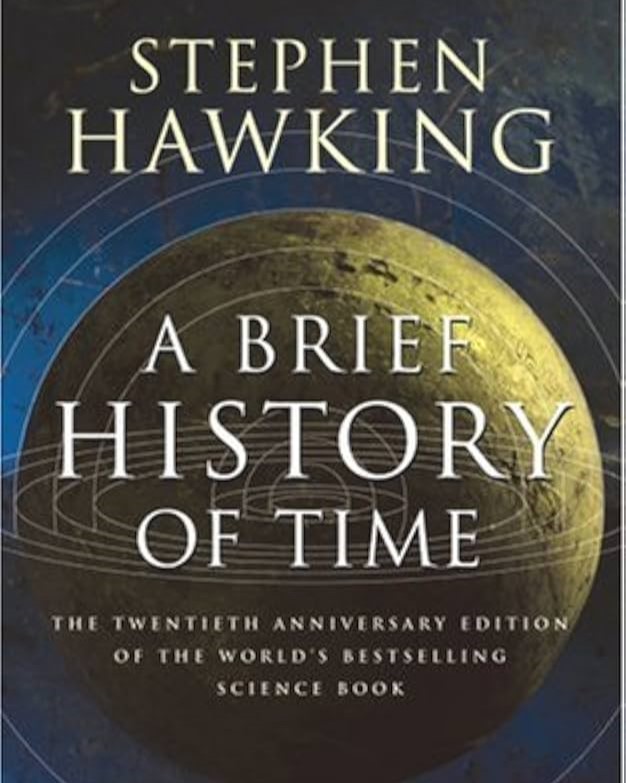 STEPHEN
HAWKING
A BRIEF
HISTORY
OF TIME
THE TWENTIETH ANNIVERSARY EDITION
OF THE WORLD'S BESTSELLING
SCIENCE BOOK